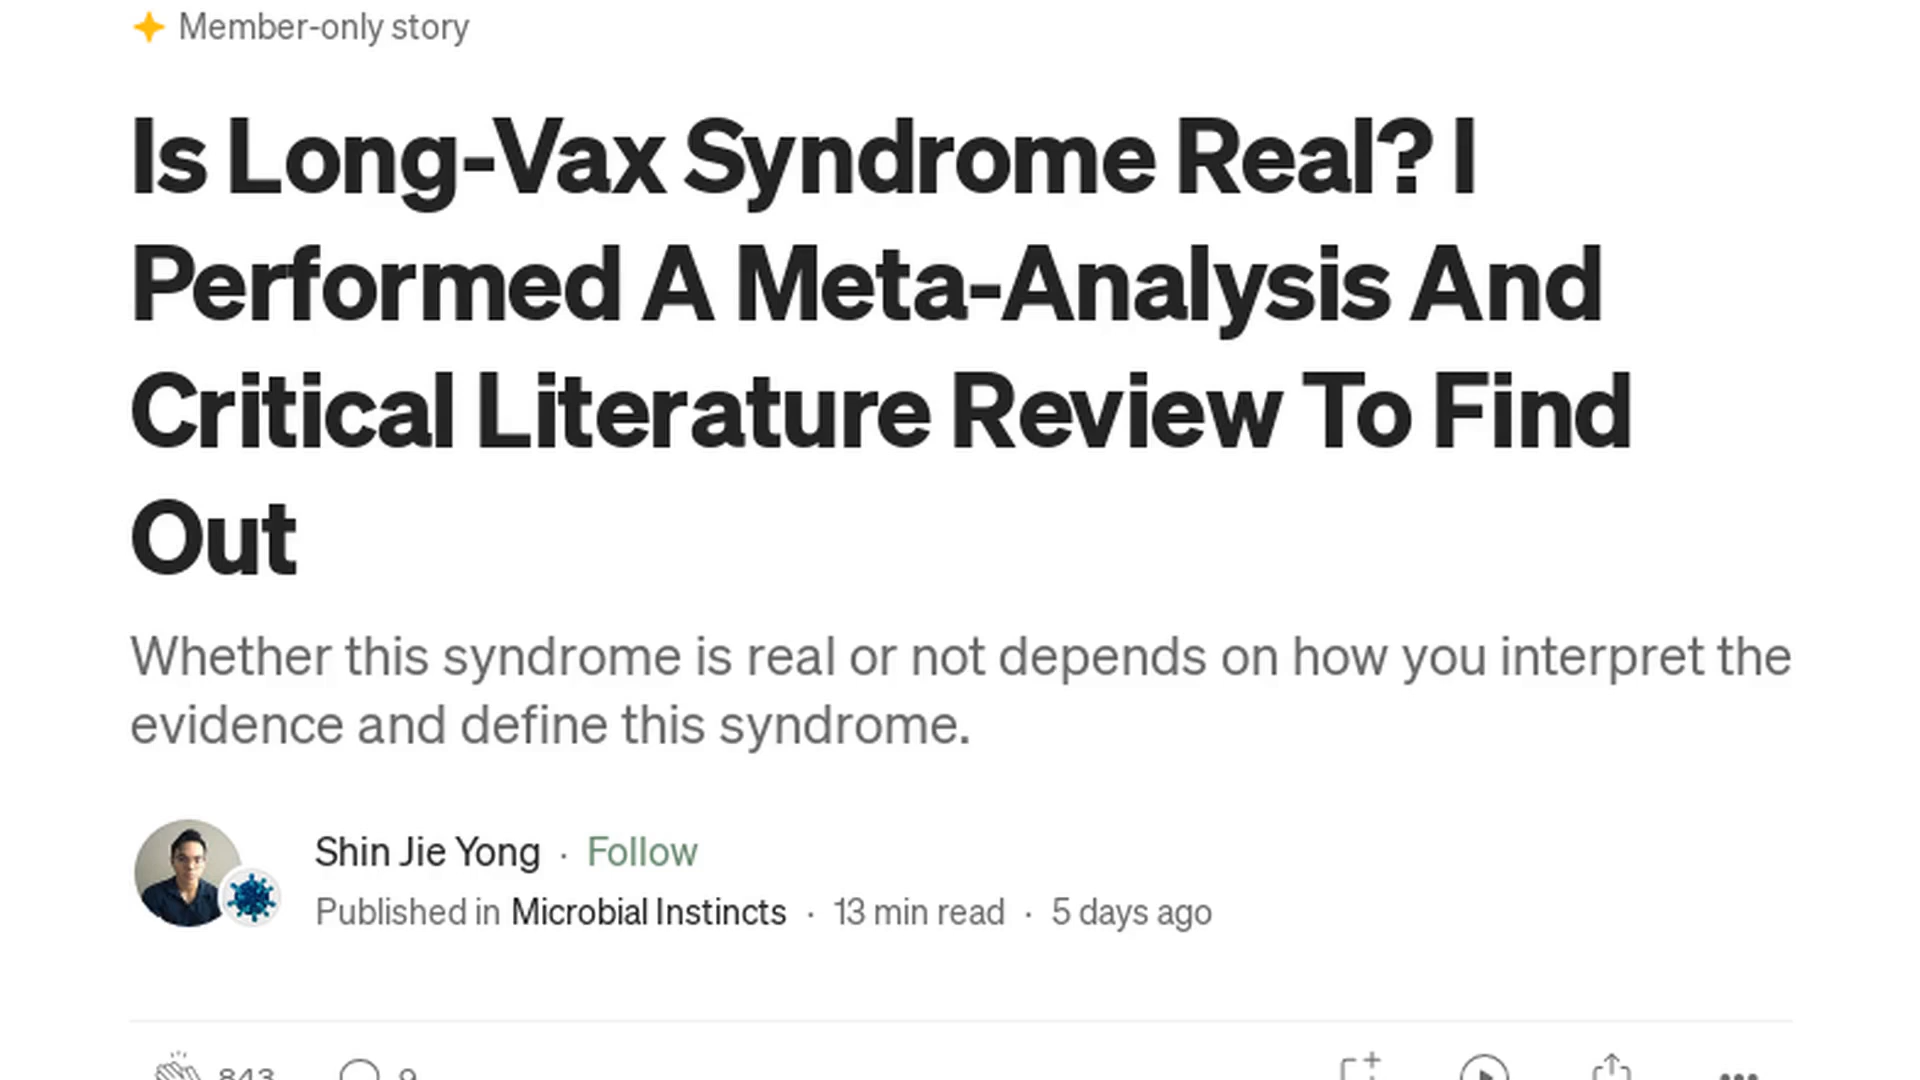 Member-only story
Is Long-Vax Syndrome Real? I
Performed A Meta-Analysis And
Critical Literature Review To Find
Out
Whether this syndrome is real or not depends on how you interpret the
evidence and define this syndrome.
Shin Jie Yong · Follow
Published in Microbial Instincts · 13 min read · 5 days ago
843 9